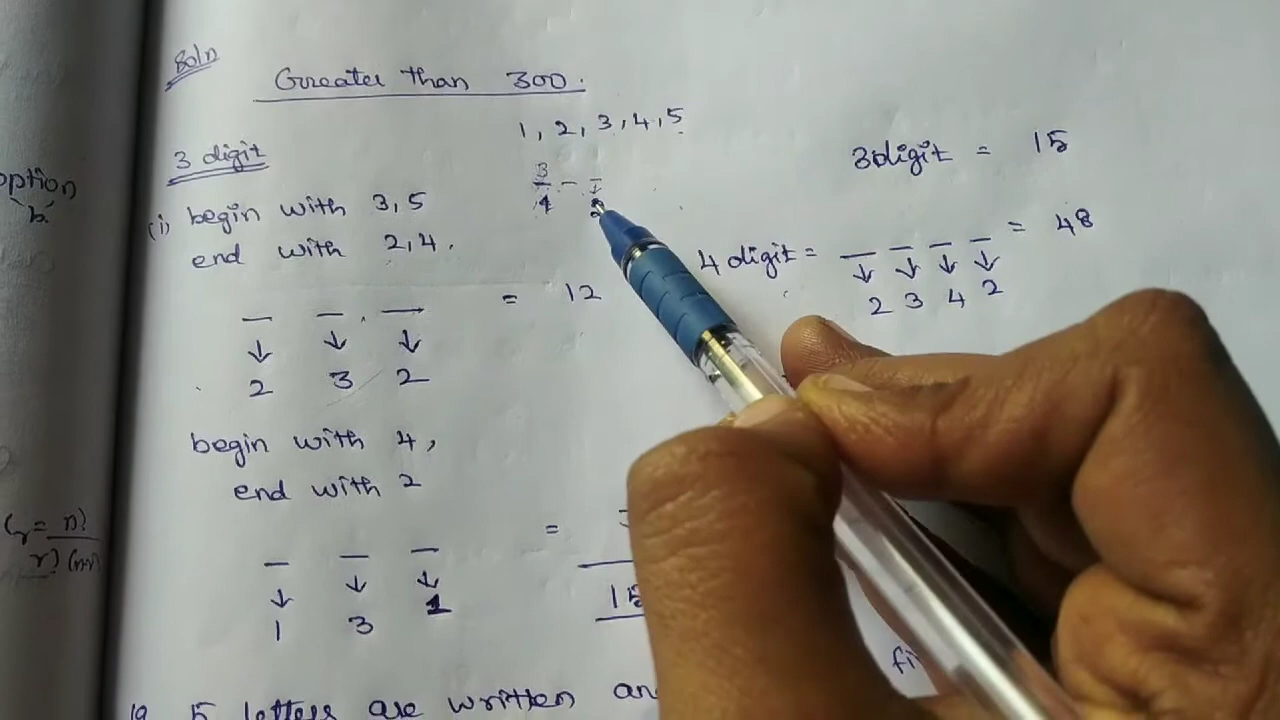 Soln
Greater than 300.
1, 2, 3, 4, 5
3 digit
(i) begin with 3, 5
end with 2, 4.
= 12
2 3 2
begin with 4,
end with 2
=
1 3 1
15
3digit = 15
4 digit = = 48
2 3 4 2
option
'b'
n!
19 5 letters are written